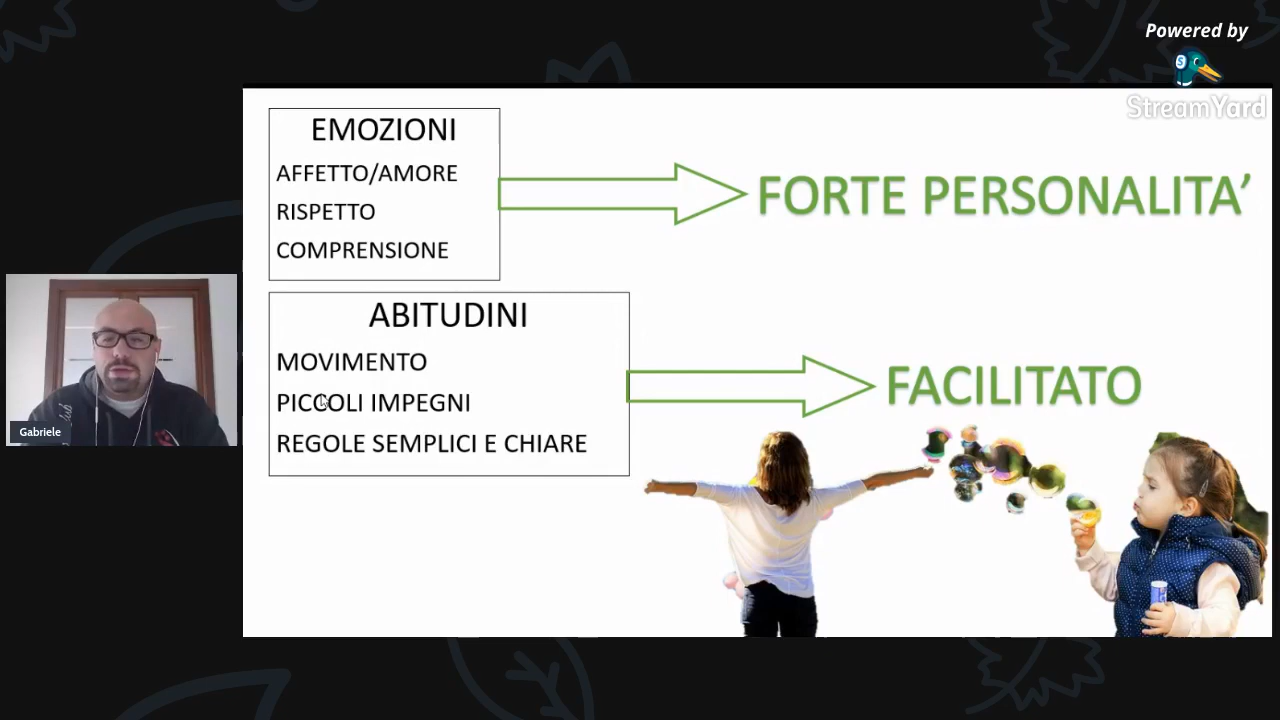 Powered by
StreamYard
EMOZIONI
AFFETTO/AMORE
RISPETTO
COMPRENSIONE
FORTE PERSONALITA’
ABITUDINI
MOVIMENTO
PICCOLI IMPEGNI
REGOLE SEMPLICI E CHIARE
FACILITATO
Gabriele